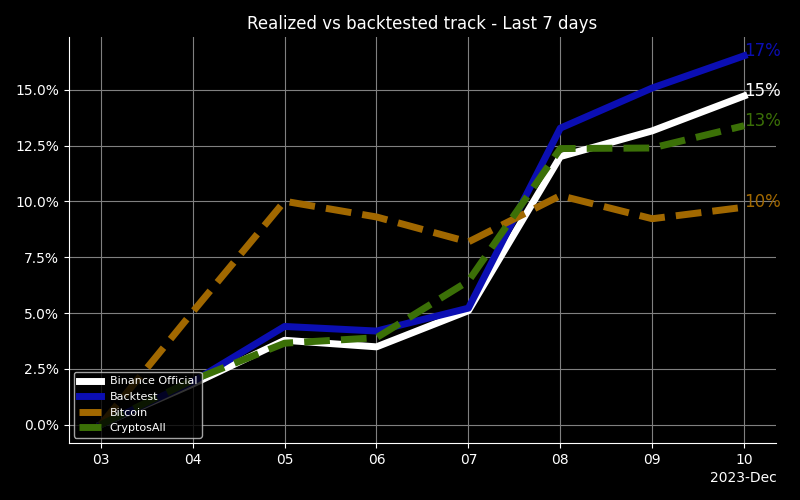 Realized vs backtested track - Last 7 days
17%
15%
13%
10%
15.0%
12.5%
10.0%
7.5%
5.0%
2.5%
0.0%
Binance Official
Backtest
Bitcoin
CryptosAll
03 04 05 06 07 08 09 10
2023-Dec